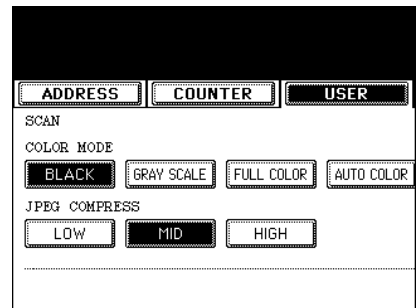 ADDRESS COUNTER USER
SCAN
COLOR MODE
BLACK GRAY SCALE FULL COLOR AUTO COLOR
JPEG COMPRESS
LOW MID HIGH